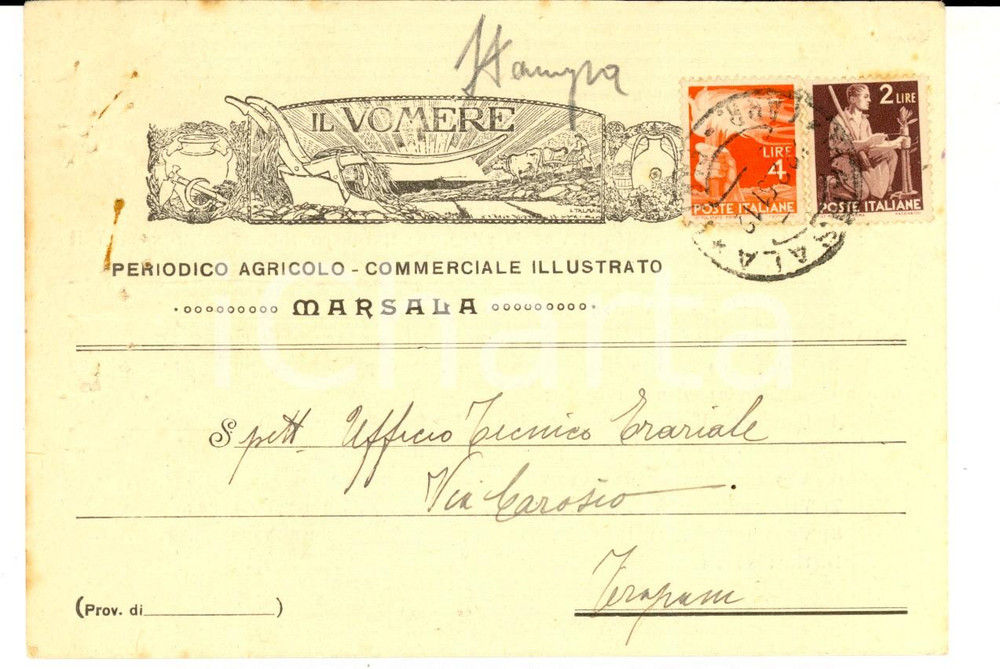 Stampa
IL VOMERE
LIRE
4
POSTE ITALIANE
2 LIRE
POSTE ITALIANE
PERIODICO AGRICOLO - COMMERCIALE ILLUSTRATO
MARSALA
iCharta
Spett. Ufficio Tecnico Erariale
Via Carosio
Trapani
(Prov. di )